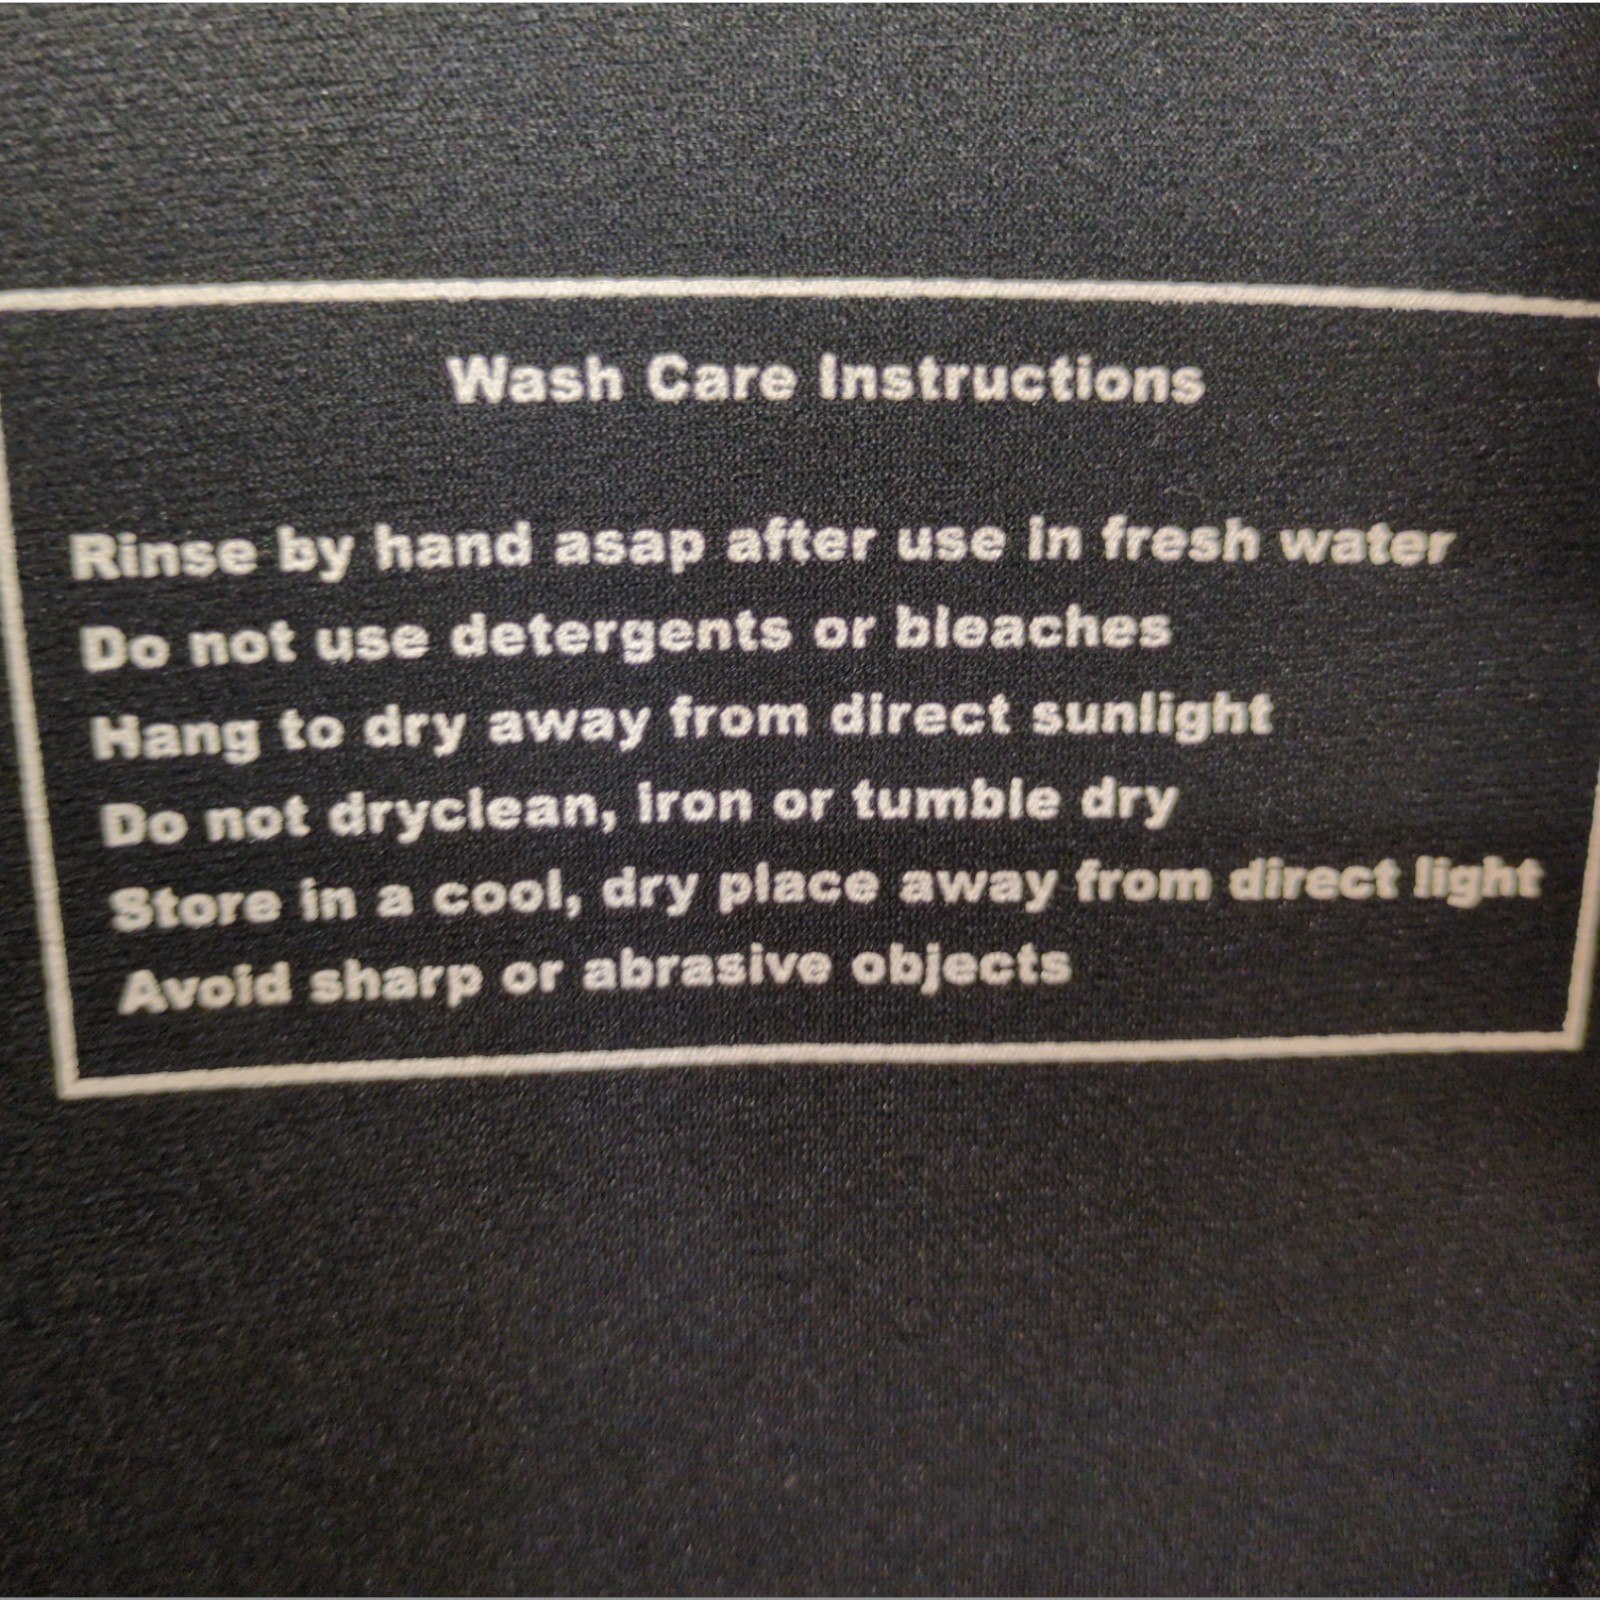 Wash Care Instructions
Rinse by hand asap after use in fresh water
Do not use detergents or bleaches
Hang to dry away from direct sunlight
Do not dryclean, iron or tumble dry
Store in a cool, dry place away from direct light
Avoid sharp or abrasive objects